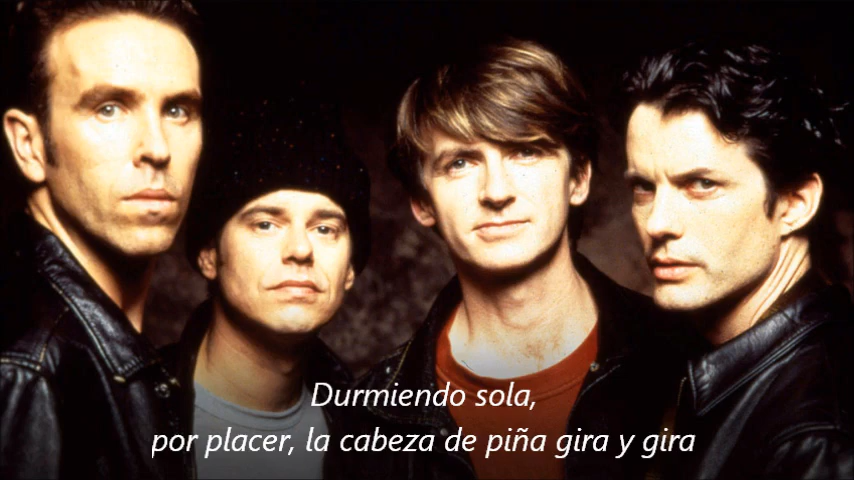 Durmiendo sola,
por placer, la cabeza de piña gira y gira